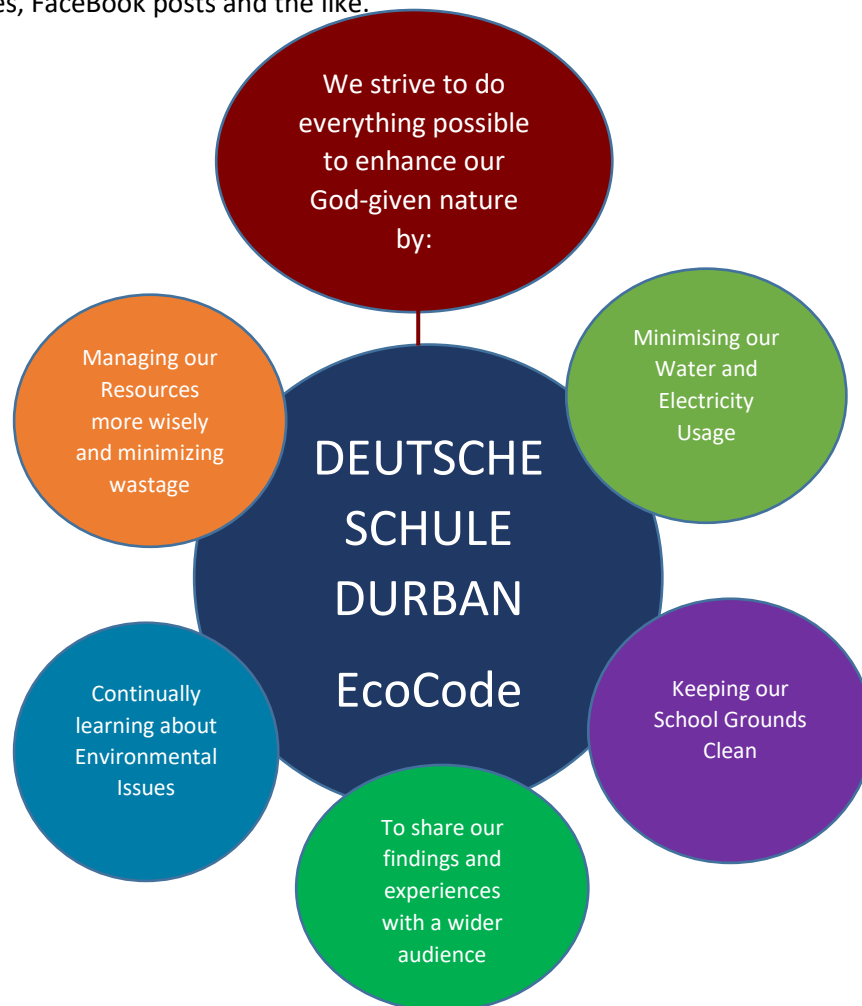 es, FaceBook posts and the like.
We strive to do
everything possible
to enhance our
God-given nature
by:
Minimising our
Water and
Electricity
Usage
Keeping our
School Grounds
Clean
To share our
findings and
experiences
with a wider
audience
Continually
learning about
Environmental
Issues
Managing our
Resources
more wisely
and minimizing
wastage
DEUTSCHE
SCHULE
DURBAN
EcoCode